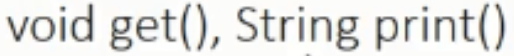 void get(), String print()